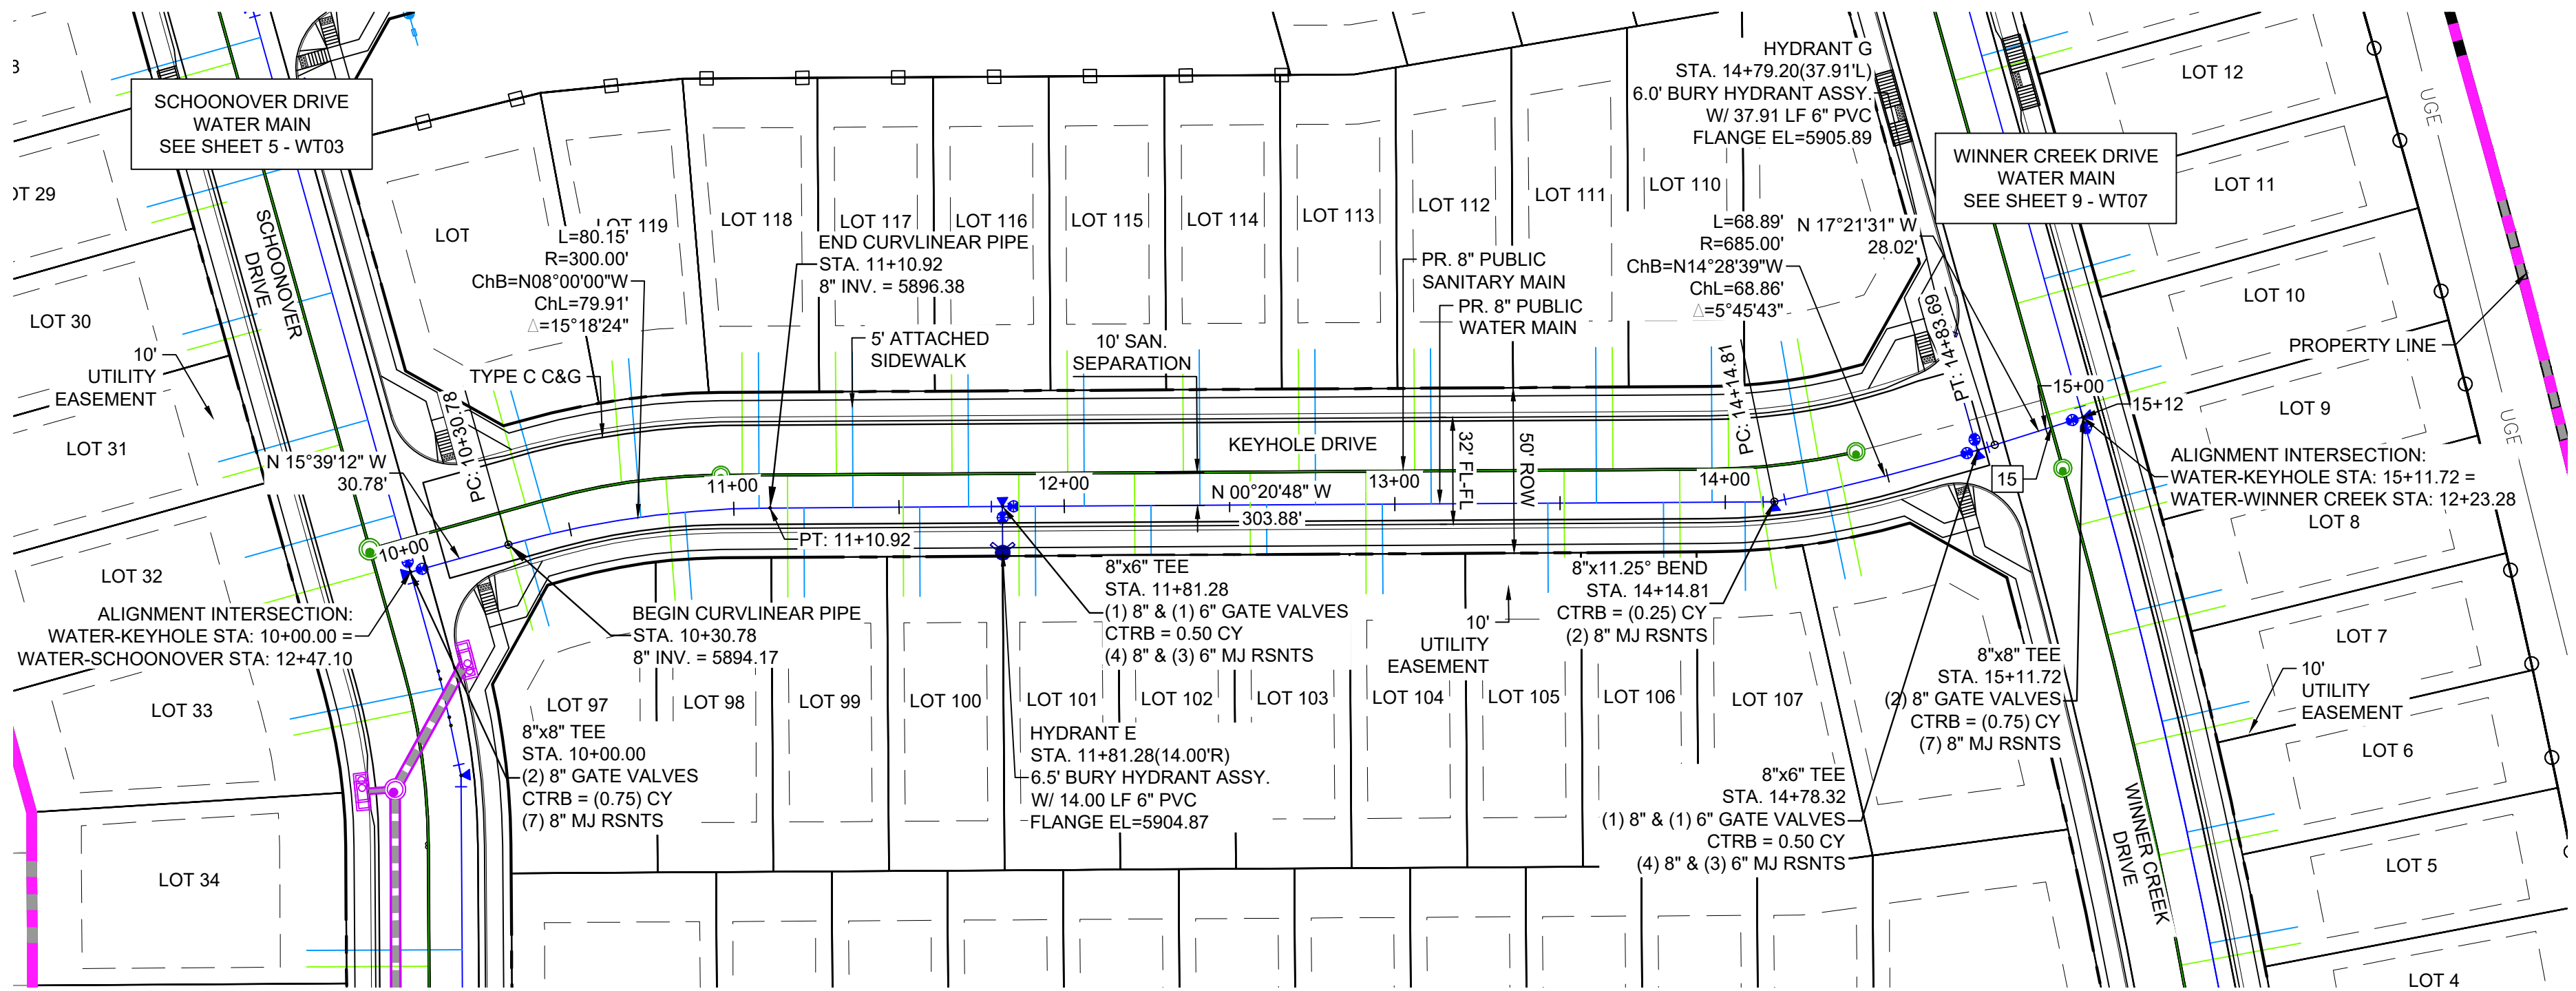 SCHOONOVER DRIVE
WATER MAIN
SEE SHEET 5 - WT03
HYDRANT G
STA. 14+79.20(37.91'L)
6.0' BURY HYDRANT ASSY.
W/ 37.91 LF 6" PVC
FLANGE EL=5905.89
WINNER CREEK DRIVE
WATER MAIN
SEE SHEET 9 - WT07
LOT 12
LOT 11
LOT 10
LOT 9
LOT 8
LOT 7
LOT 6
LOT 5
LOT 4
UGE
UGE
PROPERTY LINE
OT 29
LOT 30
LOT 31
LOT 32
LOT 33
LOT 34
10'
UTILITY
EASEMENT
SCHOONOVER
DRIVE
LOT
LOT 119
LOT 118
LOT 117
LOT 116
LOT 115
LOT 114
LOT 113
LOT 112
LOT 111
LOT 110
L=80.15'
R=300.00'
ChB=N08°00'00"W
ChL=79.91'
△=15°18'24"
END CURVLINEAR PIPE
STA. 11+10.92
8" INV. = 5896.38
5' ATTACHED
SIDEWALK
10' SAN.
SEPARATION
PR. 8" PUBLIC
SANITARY MAIN
PR. 8" PUBLIC
WATER MAIN
L=68.89'
R=685.00'
ChB=N14°28'39"W
ChL=68.86'
△=5°45'43"
N 17°21'31" W
28.02'
TYPE C C&G
PC: 10+30.78
N 15°39'12" W
30.78'
10+00
11+00
12+00
13+00
14+00
15+00
15+12
15
KEYHOLE DRIVE
N 00°20'48" W
303.88'
32' FL-FL
50' ROW
PC: 14+14.81
PT: 14+83.69
PT: 11+10.92
ALIGNMENT INTERSECTION:
WATER-KEYHOLE STA: 15+11.72 =
WATER-WINNER CREEK STA: 12+23.28
ALIGNMENT INTERSECTION:
WATER-KEYHOLE STA: 10+00.00 =
WATER-SCHOONOVER STA: 12+47.10
BEGIN CURVLINEAR PIPE
STA. 10+30.78
8" INV. = 5894.17
8"x6" TEE
STA. 11+81.28
(1) 8" & (1) 6" GATE VALVES
CTRB = 0.50 CY
(4) 8" & (3) 6" MJ RSNTS
10'
UTILITY
EASEMENT
8"x11.25° BEND
STA. 14+14.81
CTRB = (0.25) CY
(2) 8" MJ RSNTS
LOT 97
LOT 98
LOT 99
LOT 100
LOT 101
LOT 102
LOT 103
LOT 104
LOT 105
LOT 106
LOT 107
8"x8" TEE
STA. 10+00.00
(2) 8" GATE VALVES
CTRB = (0.75) CY
(7) 8" MJ RSNTS
HYDRANT E
STA. 11+81.28(14.00'R)
6.5' BURY HYDRANT ASSY.
W/ 14.00 LF 6" PVC
FLANGE EL=5904.87
8"x8" TEE
STA. 15+11.72
(2) 8" GATE VALVES
CTRB = (0.75) CY
(7) 8" MJ RSNTS
8"x6" TEE
STA. 14+78.32
(1) 8" & (1) 6" GATE VALVES
CTRB = 0.50 CY
(4) 8" & (3) 6" MJ RSNTS
WINNER CREEK
DRIVE
10'
UTILITY
EASEMENT